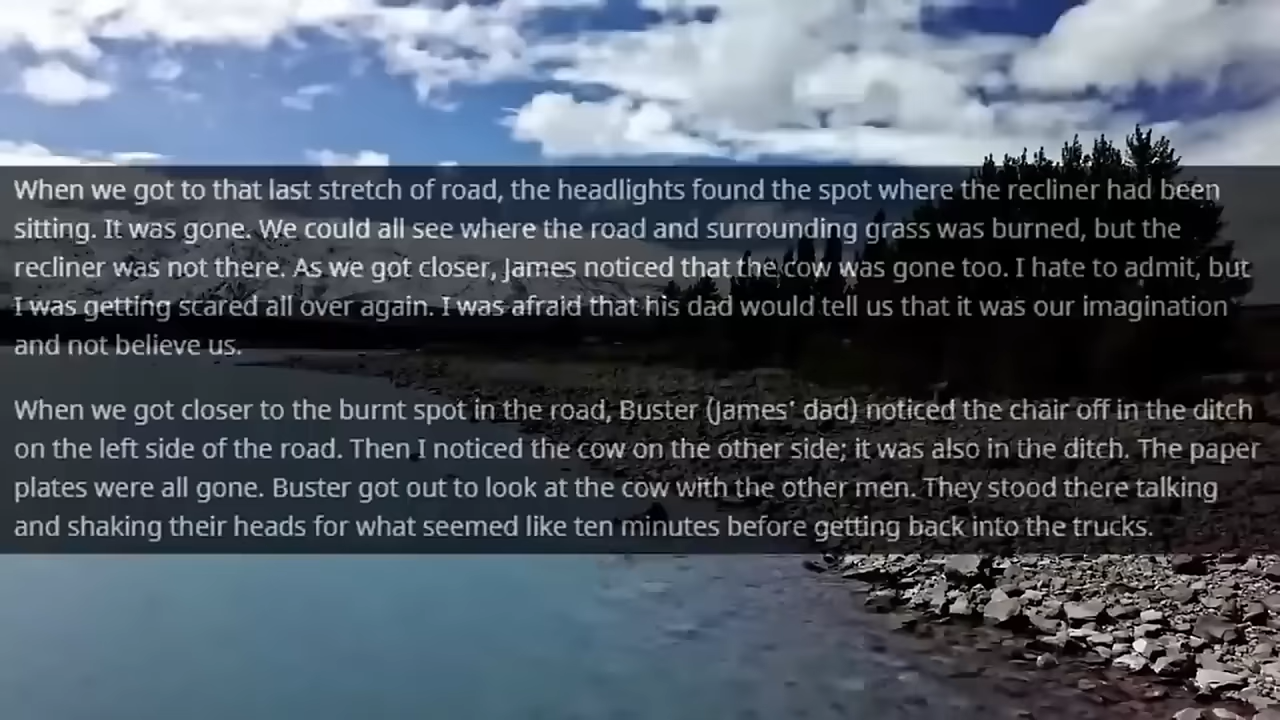 When we got to that last stretch of road, the headlights found the spot where the recliner had been
sitting. It was gone. We could all see where the road and surrounding grass was burned, but the
recliner was not there. As we got closer, James noticed that the cow was gone too. I hate to admit, but
I was getting scared all over again. I was afraid that his dad would tell us that it was our imagination
and not believe us.
When we got closer to the burnt spot in the road, Buster (James' dad) noticed the chair off in the ditch
on the left side of the road. Then I noticed the cow on the other side; it was also in the ditch. The paper
plates were all gone. Buster got out to look at the cow with the other men. They stood there talking
and shaking their heads for what seemed like ten minutes before getting back into the trucks.